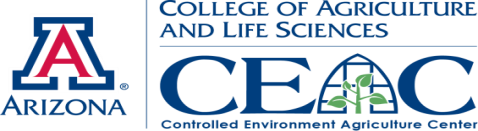 A
®
ARIZONA
COLLEGE OF AGRICULTURE
AND LIFE SCIENCES
CEAC
Controlled Environment Agriculture Center